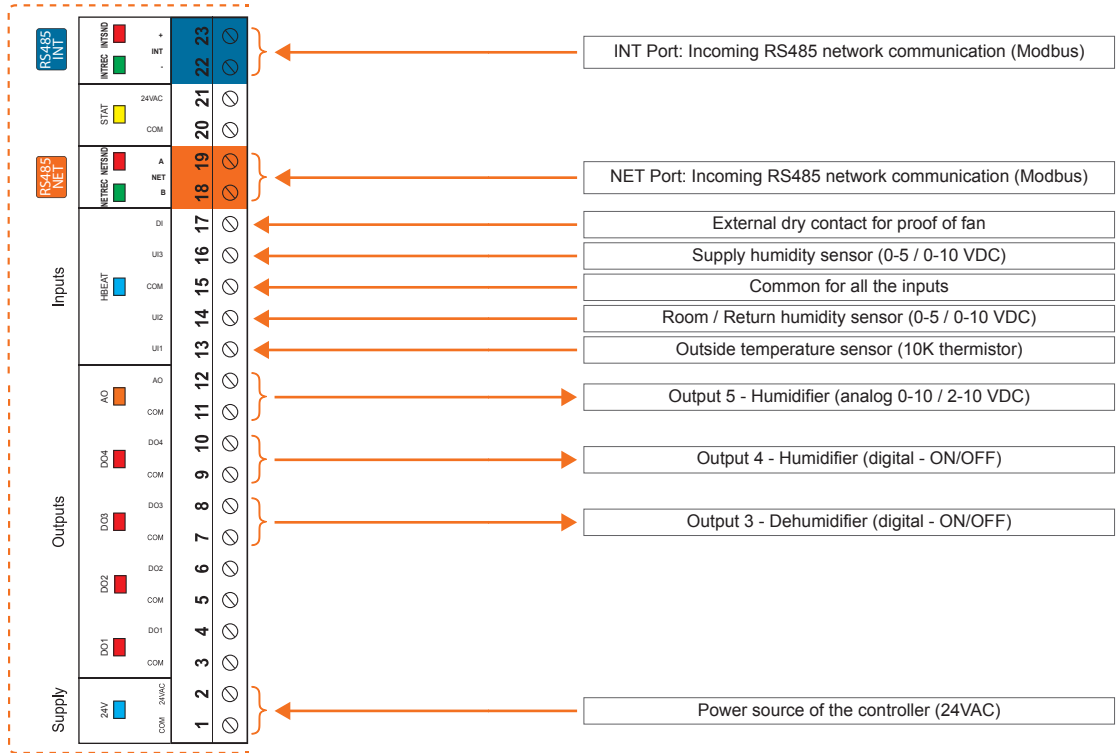 RS485 INT
INTREC INTSND
+
INT
-
23
22
INT Port: Incoming RS485 network communication (Modbus)
STAT
24VAC
COM
21
20
RS485 NET
NETREC NETSND
A
NET
B
19
18
NET Port: Incoming RS485 network communication (Modbus)
Inputs
HBEAT
DI
17
External dry contact for proof of fan
UI3
16
Supply humidity sensor (0-5 / 0-10 VDC)
COM
15
Common for all the inputs
UI2
14
Room / Return humidity sensor (0-5 / 0-10 VDC)
UI1
13
Outside temperature sensor (10K thermistor)
Outputs
AO
AO
12
COM
11
Output 5 - Humidifier (analog 0-10 / 2-10 VDC)
DO4
DO4
10
COM
9
Output 4 - Humidifier (digital - ON/OFF)
DO3
DO3
8
COM
7
Output 3 - Dehumidifier (digital - ON/OFF)
DO2
DO2
6
COM
5
DO1
DO1
4
COM
3
Supply
24V
24VAC
2
COM
1
Power source of the controller (24VAC)